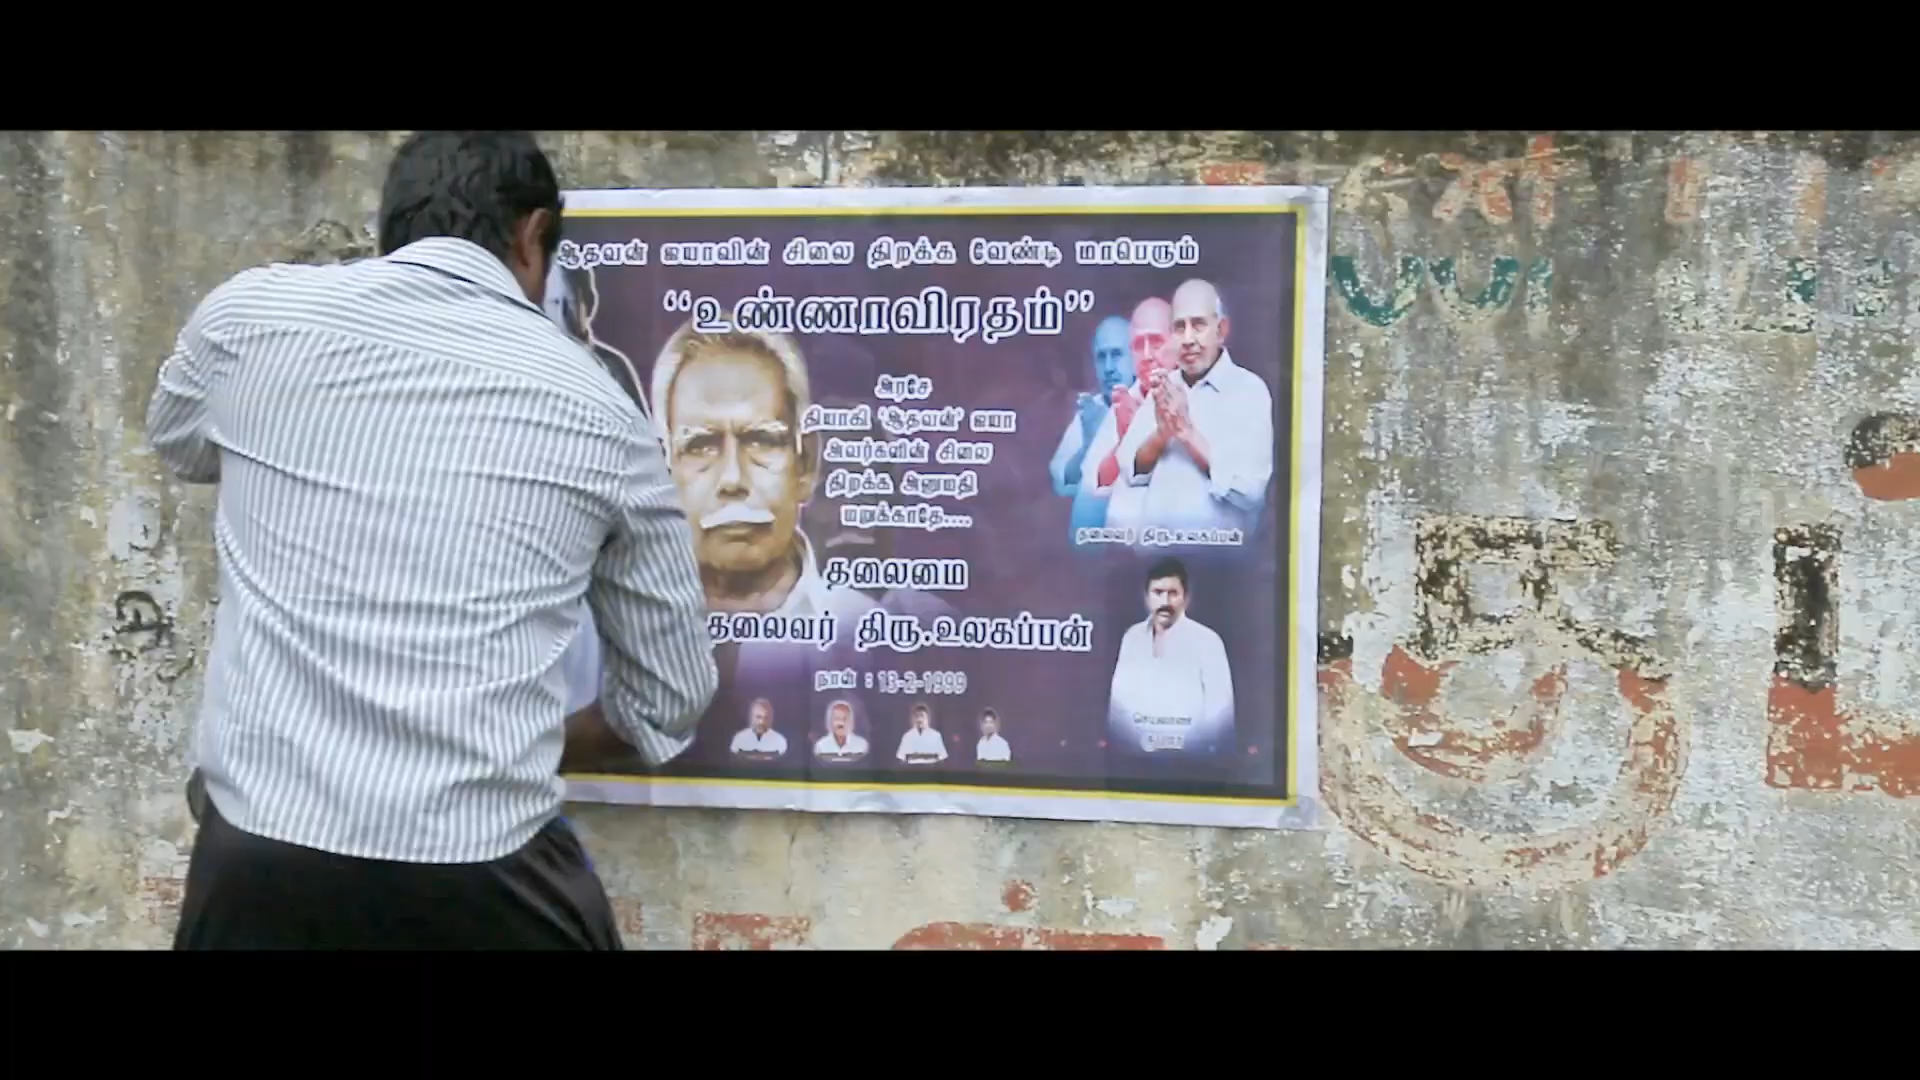 ஆதவன் ஐயாவின் சிலை திறக்க வேண்டி மாபெரும்
“உண்ணாவிரதம்”
அரசே
தியாகி ‘ஆதவன்’ ஐயா
அவர்களின் சிலை
திறக்க அனுமதி
மறுக்காதே....
தலைவர் திரு.உலகப்பன்
தலைமை
தலைவர் திரு.உலகப்பன்
நாள் : 13-2-1999